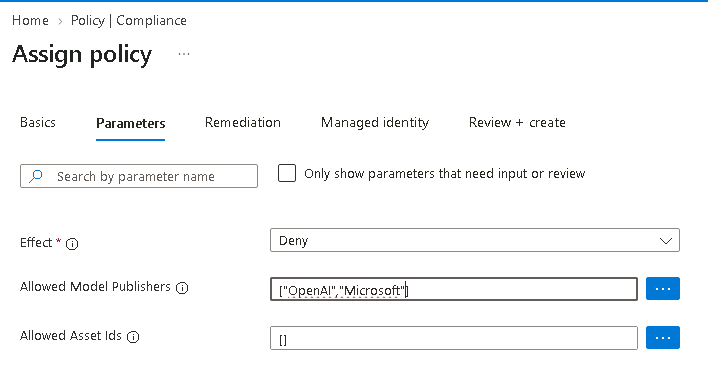 Home > Policy | Compliance
Assign policy ...
Basics Parameters Remediation Managed identity Review + create
Search by parameter name Only show parameters that need input or review
Effect * Deny
Allowed Model Publishers ["OpenAI","Microsoft"]
Allowed Asset Ids []